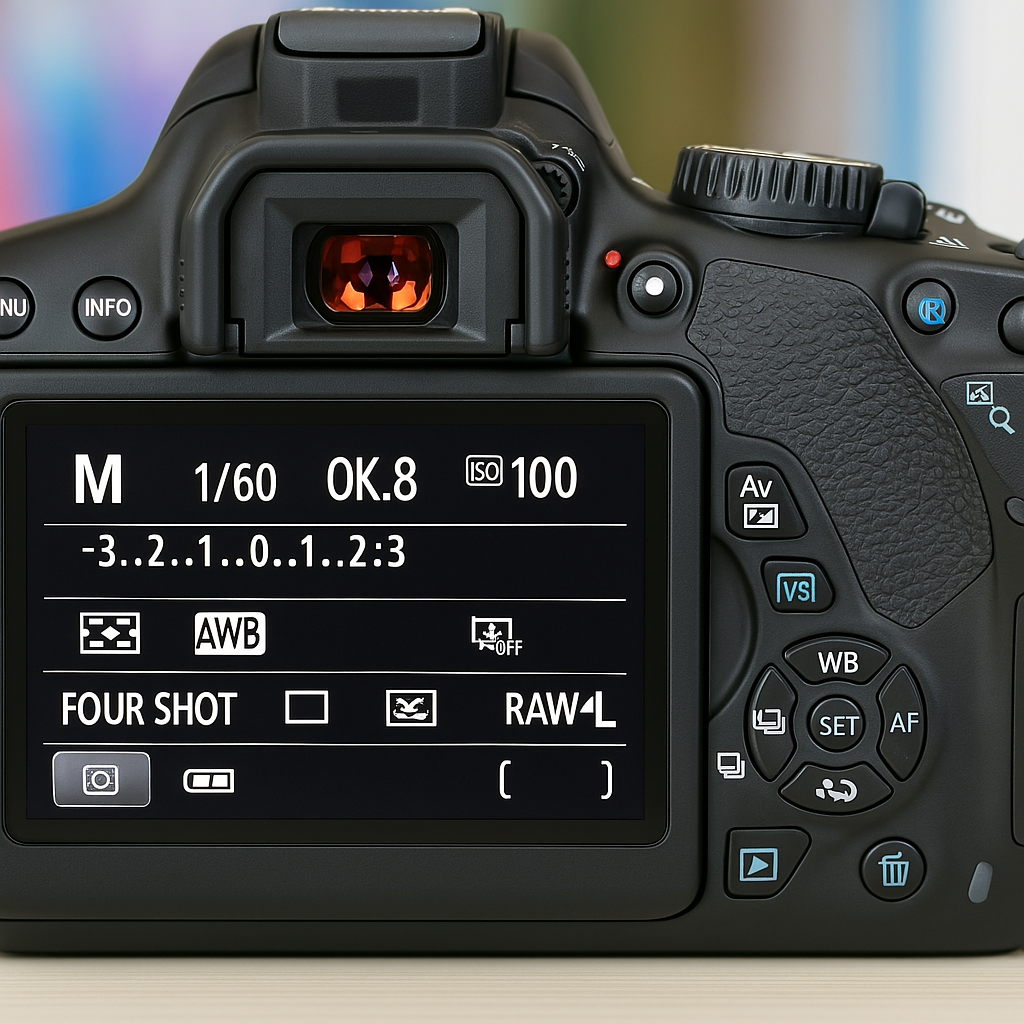 NU
INFO
M 1/60 OK.8 ISO 100
-3..2..1..0..1..2:3
AWB
OFF
FOUR SHOT RAW L
[ ]
R
Av
VS
WB
SET
AF